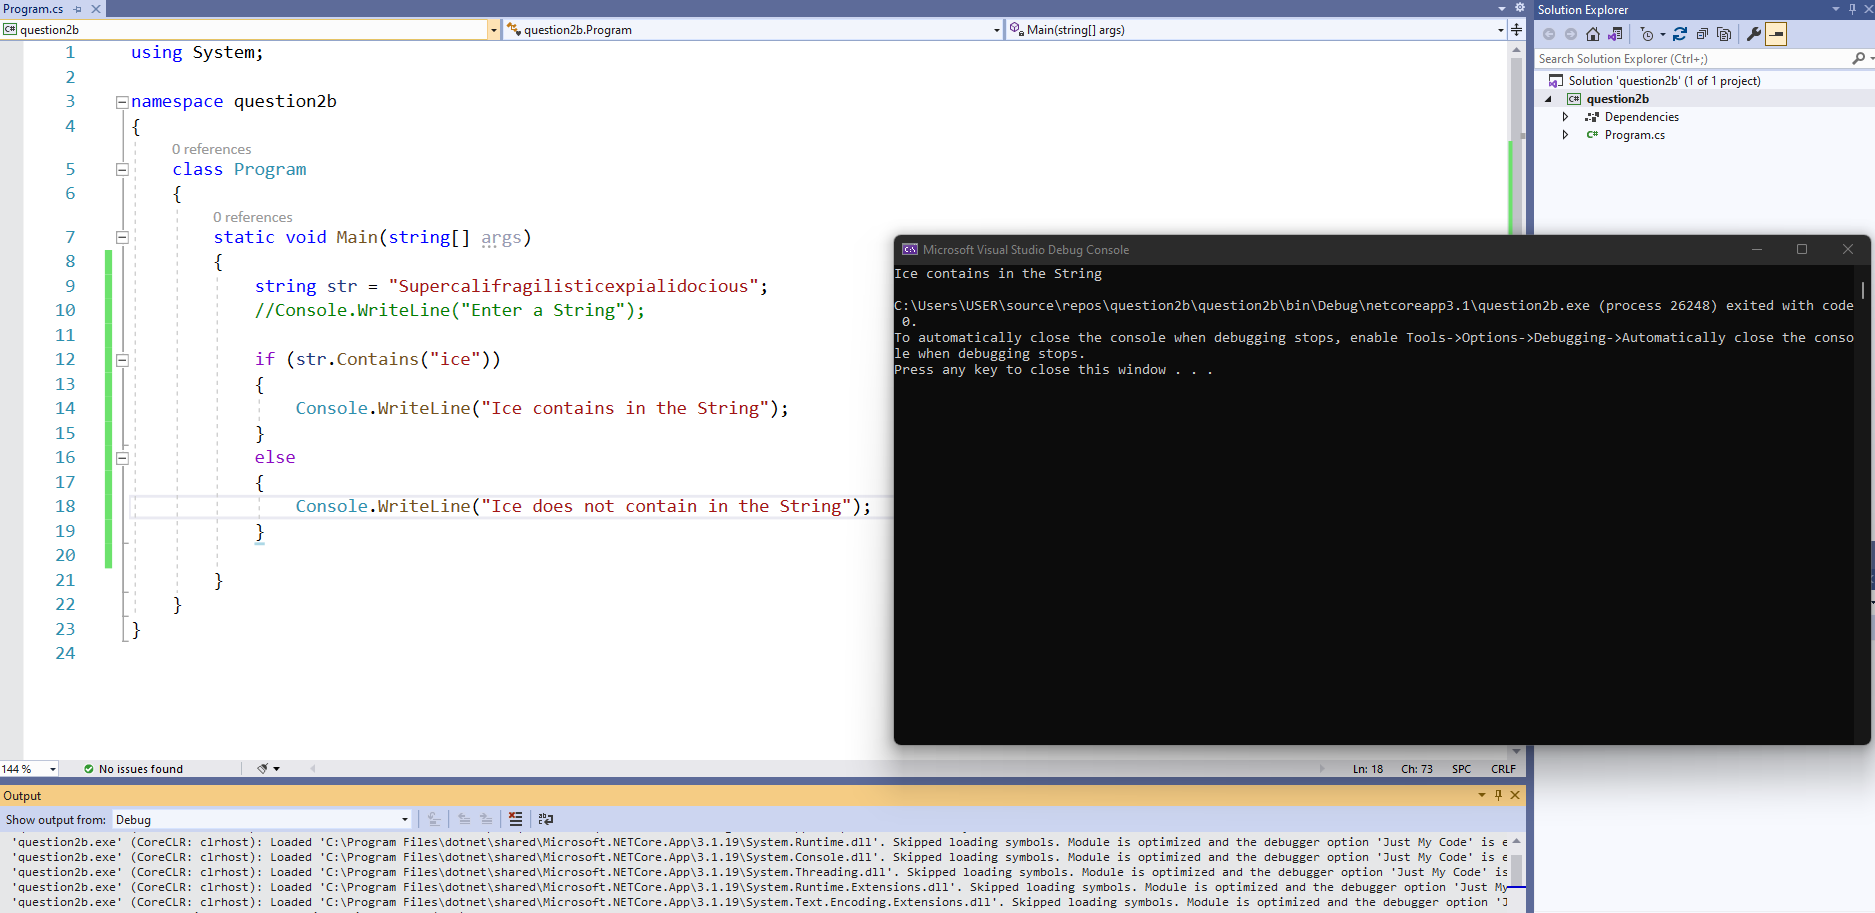 Program.cs
question2b
question2b.Program
Main(string[] args)
1 using System;
2
3 namespace question2b
4 {
0 references
5 class Program
6 {
0 references
7 static void Main(string[] args)
8 {
9 string str = "Supercalifragilisticexpialidocious";
10 //Console.WriteLine("Enter a String");
11
12 if (str.Contains("ice"))
13 {
14 Console.WriteLine("Ice contains in the String");
15 }
16 else
17 {
18 Console.WriteLine("Ice does not contain in the String");
19 }
20
21 }
22 }
23 }
24
144 %
No issues found
Ln: 18 Ch: 73 SPC CRLF
Solution Explorer
Search Solution Explorer (Ctrl+;)
Solution 'question2b' (1 of 1 project)
C# question2b
Dependencies
C# Program.cs
Microsoft Visual Studio Debug Console
Ice contains in the String
C:\Users\USER\source\repos\question2b\question2b\bin\Debug\netcoreapp3.1\question2b.exe (process 26248) exited with code
0.
To automatically close the console when debugging stops, enable Tools->Options->Debugging->Automatically close the conso
le when debugging stops.
Press any key to close this window . . .
Output
Show output from: Debug
'question2b.exe' (CoreCLR: clrhost): Loaded 'C:\Program Files\dotnet\shared\Microsoft.NETCore.App\3.1.19\System.Runtime.dll'. Skipped loading symbols. Module is optimized and the debugger option 'Just My Code' is e
'question2b.exe' (CoreCLR: clrhost): Loaded 'C:\Program Files\dotnet\shared\Microsoft.NETCore.App\3.1.19\System.Console.dll'. Skipped loading symbols. Module is optimized and the debugger option 'Just My Code' is e
'question2b.exe' (CoreCLR: clrhost): Loaded 'C:\Program Files\dotnet\shared\Microsoft.NETCore.App\3.1.19\System.Threading.dll'. Skipped loading symbols. Module is optimized and the debugger option 'Just My Code' is
'question2b.exe' (CoreCLR: clrhost): Loaded 'C:\Program Files\dotnet\shared\Microsoft.NETCore.App\3.1.19\System.Runtime.Extensions.dll'. Skipped loading symbols. Module is optimized and the debugger option 'Just My
'question2b.exe' (CoreCLR: clrhost): Loaded 'C:\Program Files\dotnet\shared\Microsoft.NETCore.App\3.1.19\System.Text.Encoding.Extensions.dll'. Skipped loading symbols. Module is optimized and the debugger option 'J